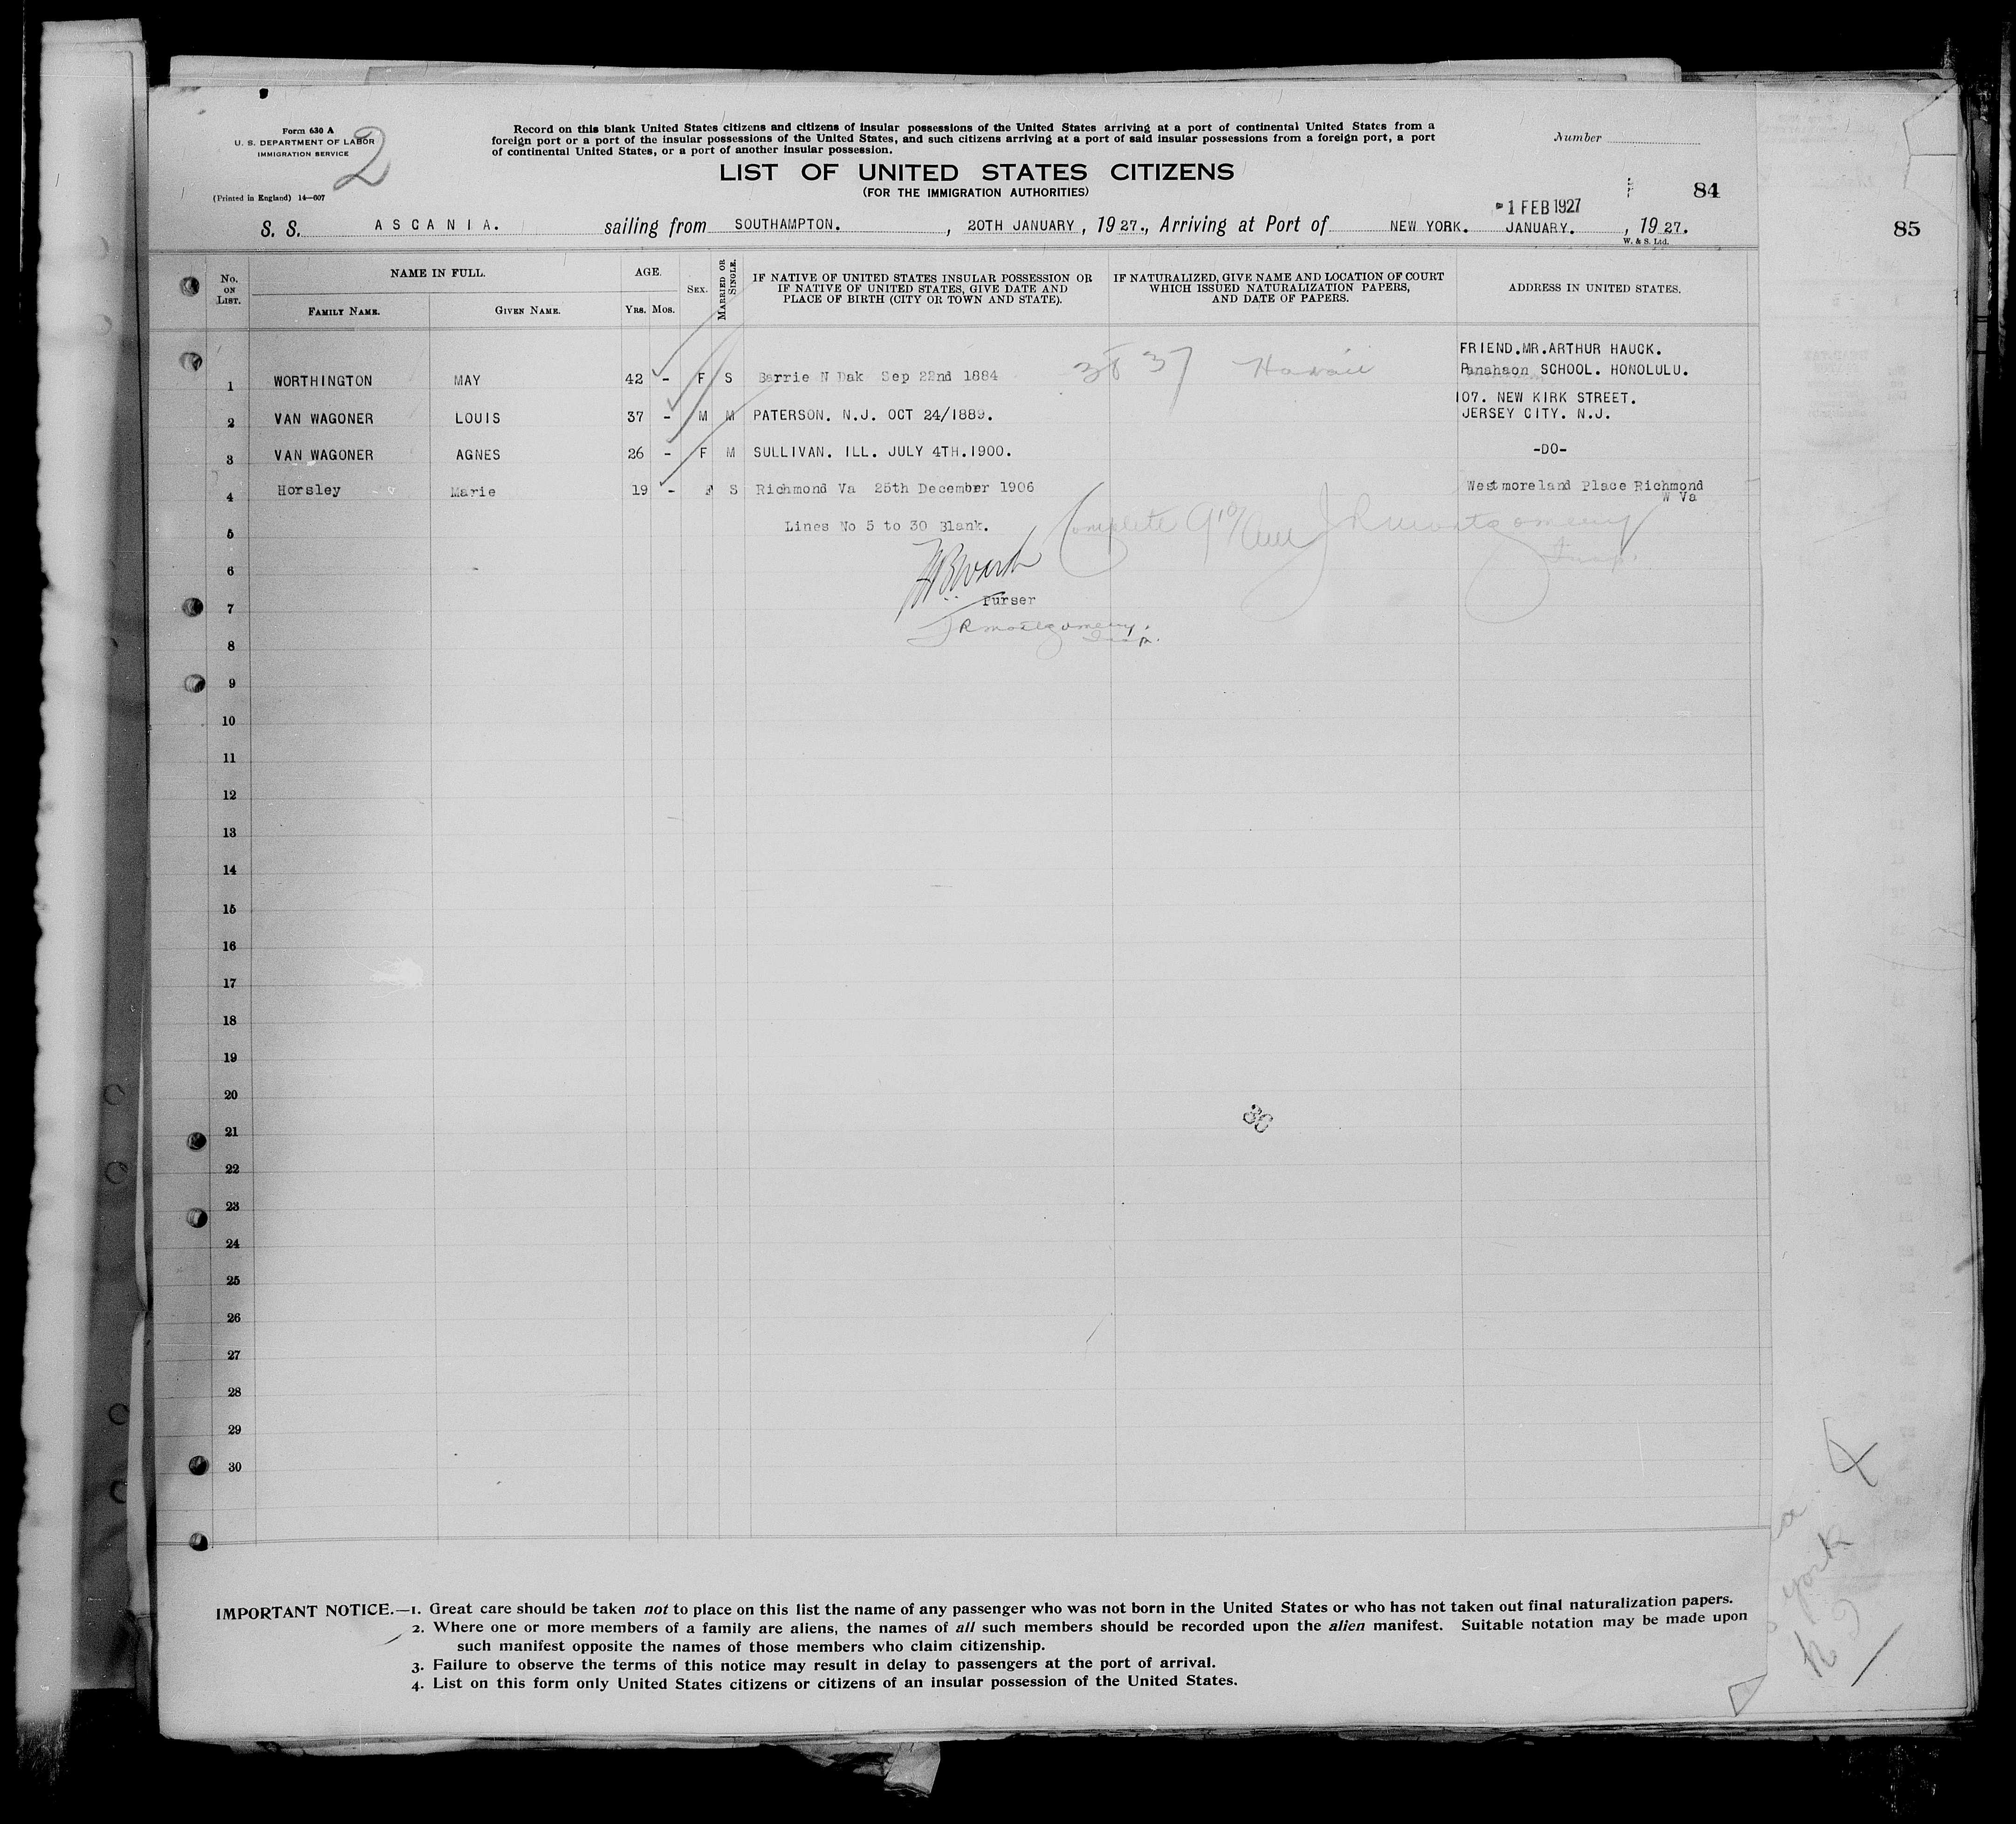 Form 630 A
U. S. DEPARTMENT OF LABOR
IMMIGRATION SERVICE
2
(Printed in England) 14—607
Record on this blank United States citizens and citizens of insular possessions of the United States arriving at a port of continental United States from a
foreign port or a port of the insular possessions of the United States, and such citizens arriving at a port of said insular possessions from a foreign port, a port
of continental United States, or a port of another insular possession.
Number
LIST OF UNITED STATES CITIZENS
(FOR THE IMMIGRATION AUTHORITIES)
84
85
1 FEB 1927
S. S. ASCANIA. sailing from SOUTHAMPTON. , 20TH JANUARY , 1927., Arriving at Port of NEW YORK. JANUARY. , 1927.
W. & S. Ltd.
No. ON LIST.
NAME IN FULL.
FAMILY NAME.
GIVEN NAME.
AGE.
YRS. MOS.
SEX.
MARRIED OR SINGLE.
IF NATIVE OF UNITED STATES INSULAR POSSESSION OR
IF NATIVE OF UNITED STATES, GIVE DATE AND
PLACE OF BIRTH (CITY OR TOWN AND STATE).
IF NATURALIZED, GIVE NAME AND LOCATION OF COURT
WHICH ISSUED NATURALIZATION PAPERS,
AND DATE OF PAPERS.
ADDRESS IN UNITED STATES.
FRIEND.MR.ARTHUR HAUCK.
1 WORTHINGTON MAY 42 - F S Barrie N Dak Sep 22nd 1884 38 37 Hawaii Panahaon SCHOOL. HONOLULU.
107. NEW KIRK STREET.
2 VAN WAGONER LOUIS 37 - M M PATERSON. N.J. OCT 24/1889. JERSEY CITY. N.J.
3 VAN WAGONER AGNES 26 - F M SULLIVAN. ILL. JULY 4TH.1900. -DO-
4 Horsley Marie 19 - F S Richmond Va 25th December 1906 Westmoreland Place Richmond
W Va
5 Lines No 5 to 30 Blank. Complete JRMontgomery
Insp.
6
7 Purser
JRMontgomery.
Insp.
8
9
10
11
12
13
14
15
16
17
18
19
20
21
22
23
24
25
26
27
28
29
30
IMPORTANT NOTICE.—1. Great care should be taken not to place on this list the name of any passenger who was not born in the United States or who has not taken out final naturalization papers.
2. Where one or more members of a family are aliens, the names of all such members should be recorded upon the alien manifest. Suitable notation may be made upon
such manifest opposite the names of those members who claim citizenship.
3. Failure to observe the terms of this notice may result in delay to passengers at the port of arrival.
4. List on this form only United States citizens or citizens of an insular possession of the United States.
york